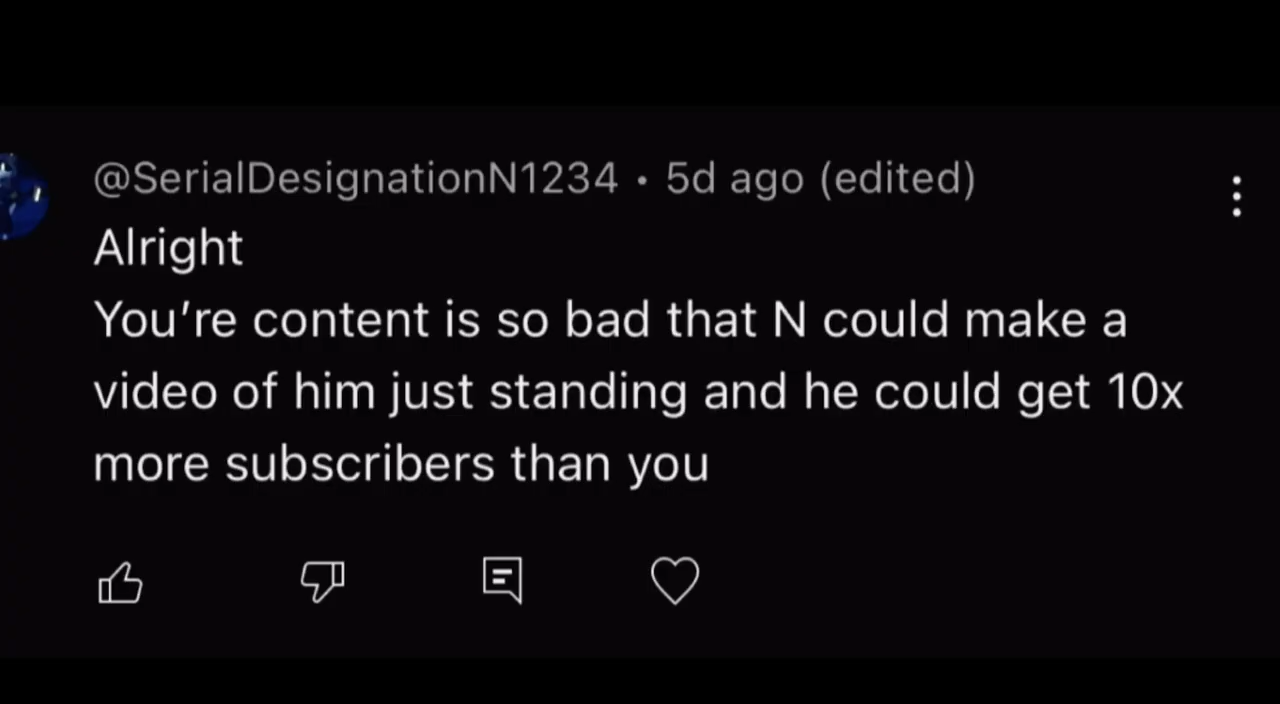 @SerialDesignationN1234 • 5d ago (edited)
Alright
You're content is so bad that N could make a
video of him just standing and he could get 10x
more subscribers than you